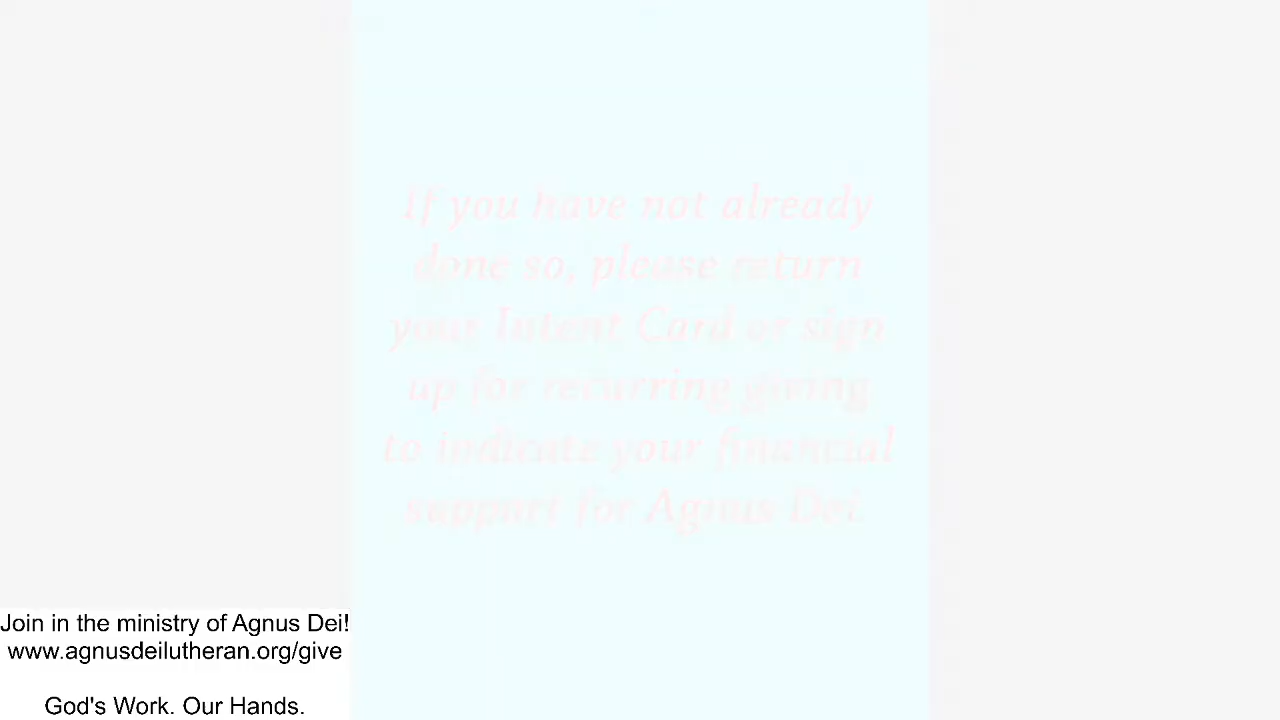 If you have not already
done so, please return
your Intent Card or sign
up for recurring giving
to indicate your financial
support for Agnus Dei.
Join in the ministry of Agnus Dei!
www.agnusdeilutheran.org/give
God's Work. Our Hands.